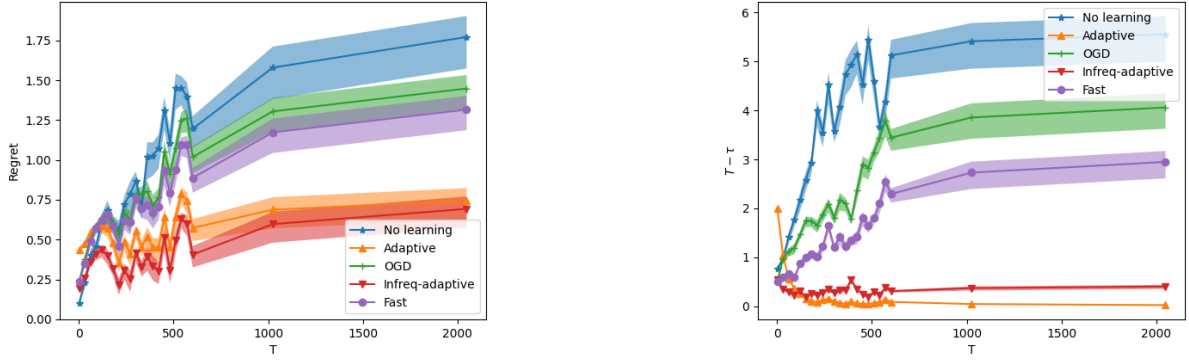 1.75
1.50
1.25
1.00
0.75
0.50
0.25
0.00
Regret
0
500
1000
1500
2000
T
No learning
Adaptive
OGD
Infreq-adaptive
Fast
6
5
4
3
2
1
0
T − τ
0
500
1000
1500
2000
T
No learning
Adaptive
OGD
Infreq-adaptive
Fast